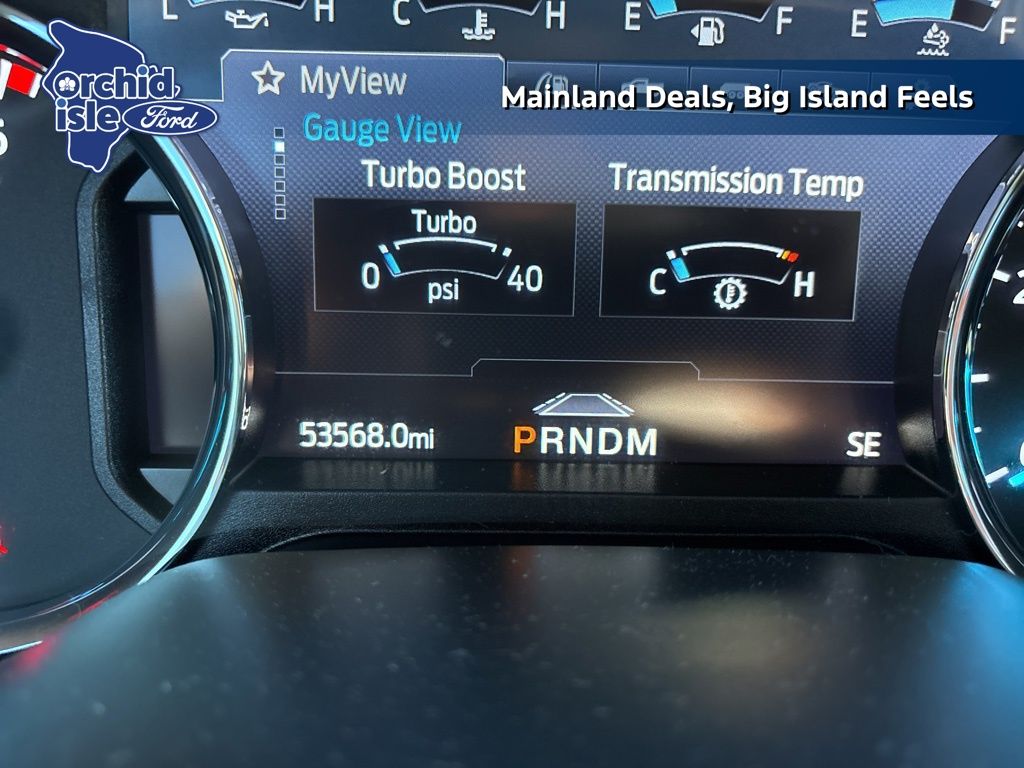 L H C H E F E F
orchid
isle Ford
MyView
Mainland Deals, Big Island Feels
Gauge View
Turbo Boost Transmission Temp
Turbo
0 40 C H
psi
53568.0mi PRNDM SE